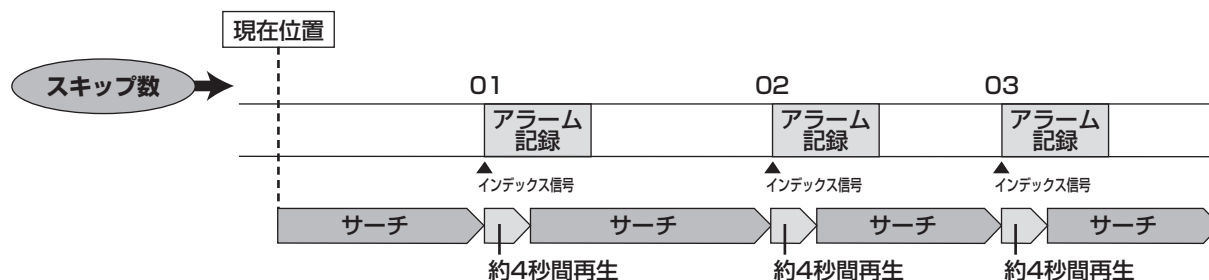 現在位置
スキップ数
01
02
03
アラーム
記録
アラーム
記録
アラーム
記録
インデックス信号
インデックス信号
インデックス信号
サーチ
サーチ
サーチ
サーチ
約4秒間再生
約4秒間再生
約4秒間再生